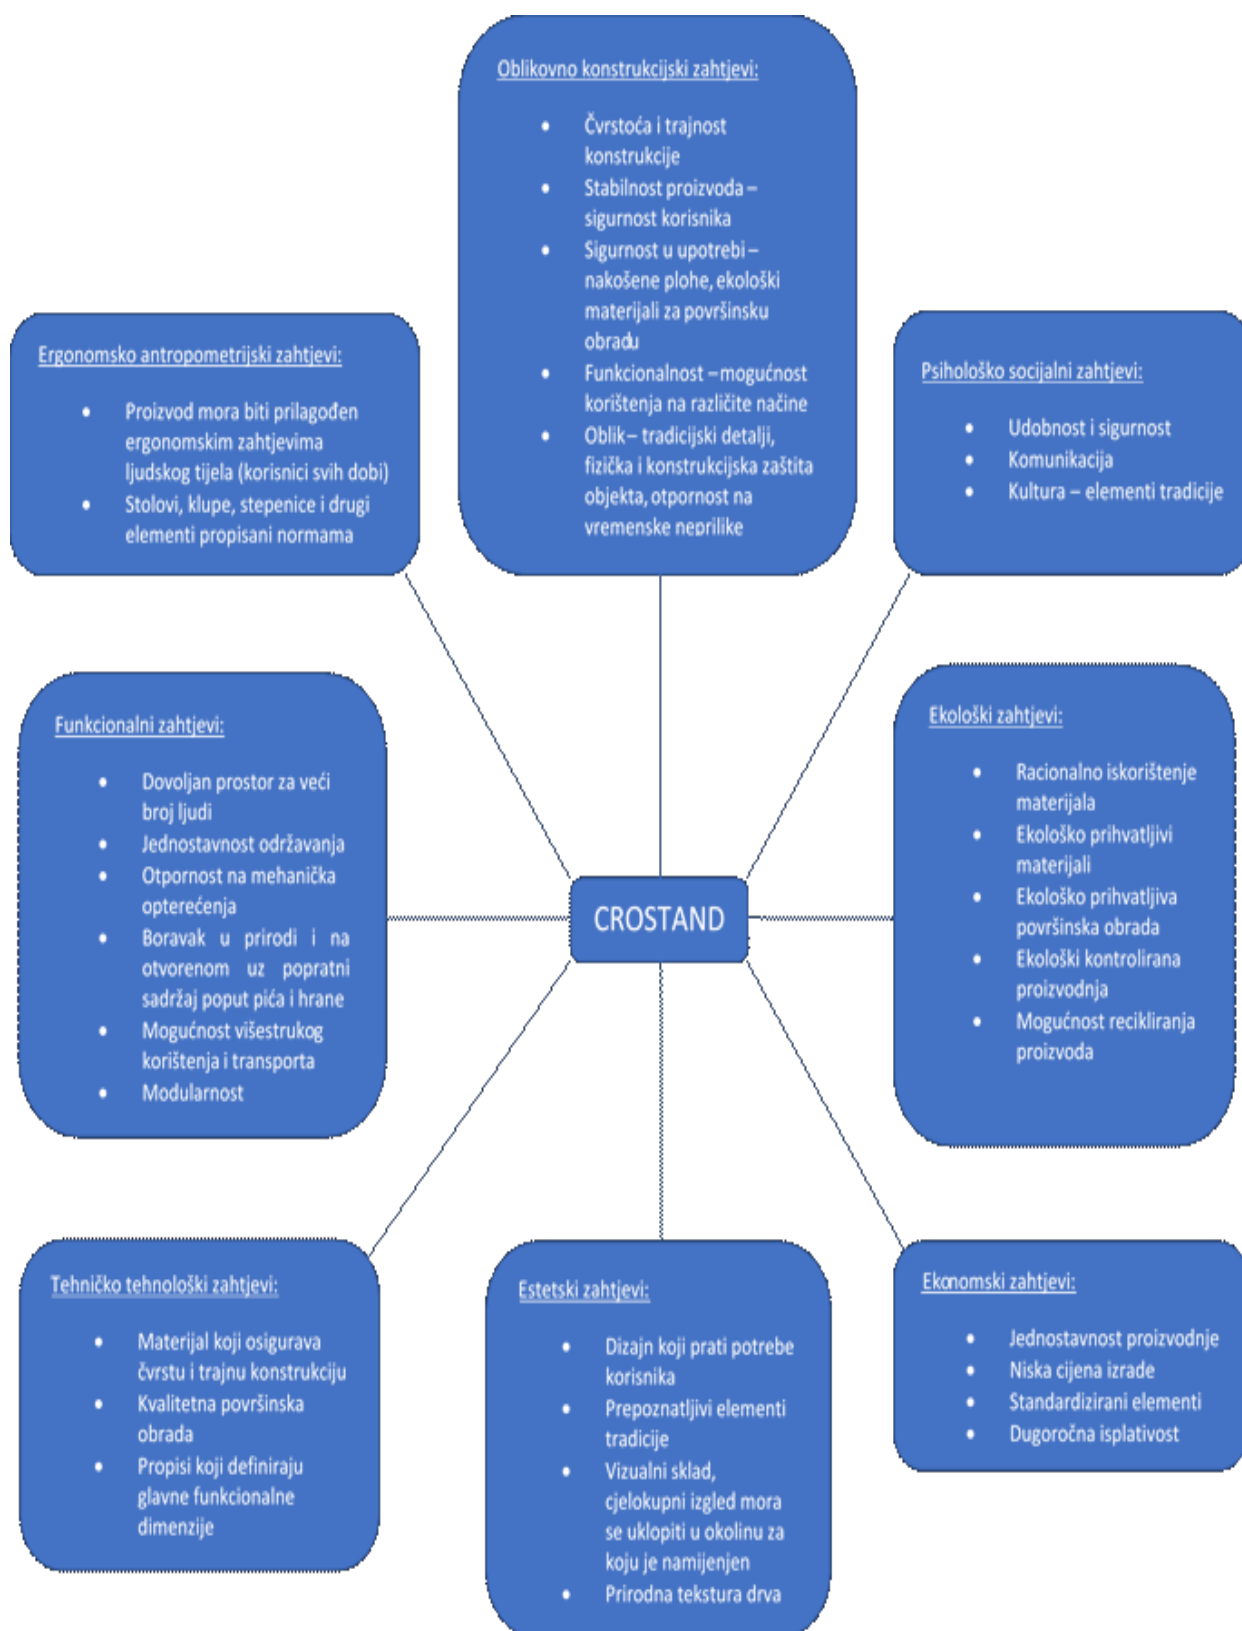 Oblikovno konstrukcijski zahtjevi:
• Čvrstoća i trajnost
konstrukcije
• Stabilnost proizvoda –
sigurnost korisnika
• Sigurnost u upotrebi –
nakošene plohe, ekološki
materijali za površinsku
obradu
• Funkcionalnost – mogućnost
korištenja na različite načine
• Oblik – tradicijski detalji,
fizička i konstrukcijska zaštita
objekta, otpornost na
vremenske neprilike
Ergonomsko antropometrijski zahtjevi:
• Proizvod mora biti prilagođen
ergonomskim zahtjevima
ljudskog tijela (korisnici svih dobi)
• Stolovi, klupe, stepenice i drugi
elementi propisani normama
Psihološko socijalni zahtjevi:
• Udobnost i sigurnost
• Komunikacija
• Kultura – elementi tradicije
Funkcionalni zahtjevi:
• Dovoljan prostor za veći
broj ljudi
• Jednostavnost održavanja
• Otpornost na mehanička
opterećenja
• Boravak u prirodi i na
otvorenom uz popratni
sadržaj poput pića i hrane
• Mogućnost višestrukog
korištenja i transporta
• Modularnost
CROSTAND
Ekološki zahtjevi:
• Racionalno iskorištenje
materijala
• Ekološko prihvatljivi
materijali
• Ekološko prihvatljiva
površinska obrada
• Ekološki kontrolirana
proizvodnja
• Mogućnost recikliranja
proizvoda
Tehničko tehnološki zahtjevi:
• Materijal koji osigurava
čvrstu i trajnu konstrukciju
• Kvalitetna površinska
obrada
• Propisi koji definiraju
glavne funkcionalne
dimenzije
Estetski zahtjevi:
• Dizajn koji prati potrebe
korisnika
• Prepoznatljivi elementi
tradicije
• Vizualni sklad,
cjelokupni izgled mora
se uklopiti u okolinu za
koju je namijenjen
• Prirodna tekstura drva
Ekonomski zahtjevi:
• Jednostavnost proizvodnje
• Niska cijena izrade
• Standardizirani elementi
• Dugoročna isplativost